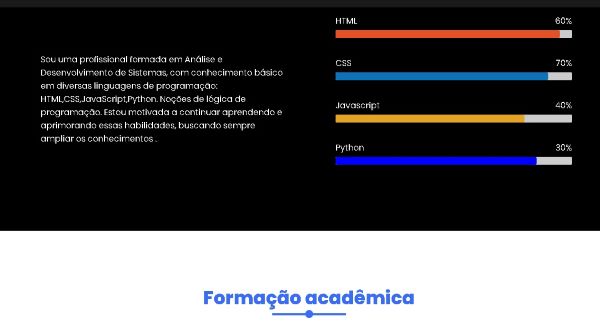 Sou uma profissional formada em Análise e
Desenvolvimento de Sistemas, com conhecimento básico
em diversas linguagens de programação:
HTML,CSS,JavaScript,Python. Noções de lógica de
programação. Estou motivada a continuar aprendendo e
aprimorando essas habilidades, buscando sempre
ampliar os conhecimentos .
HTML 60%
CSS 70%
Javascript 40%
Python 30%
Formação acadêmica